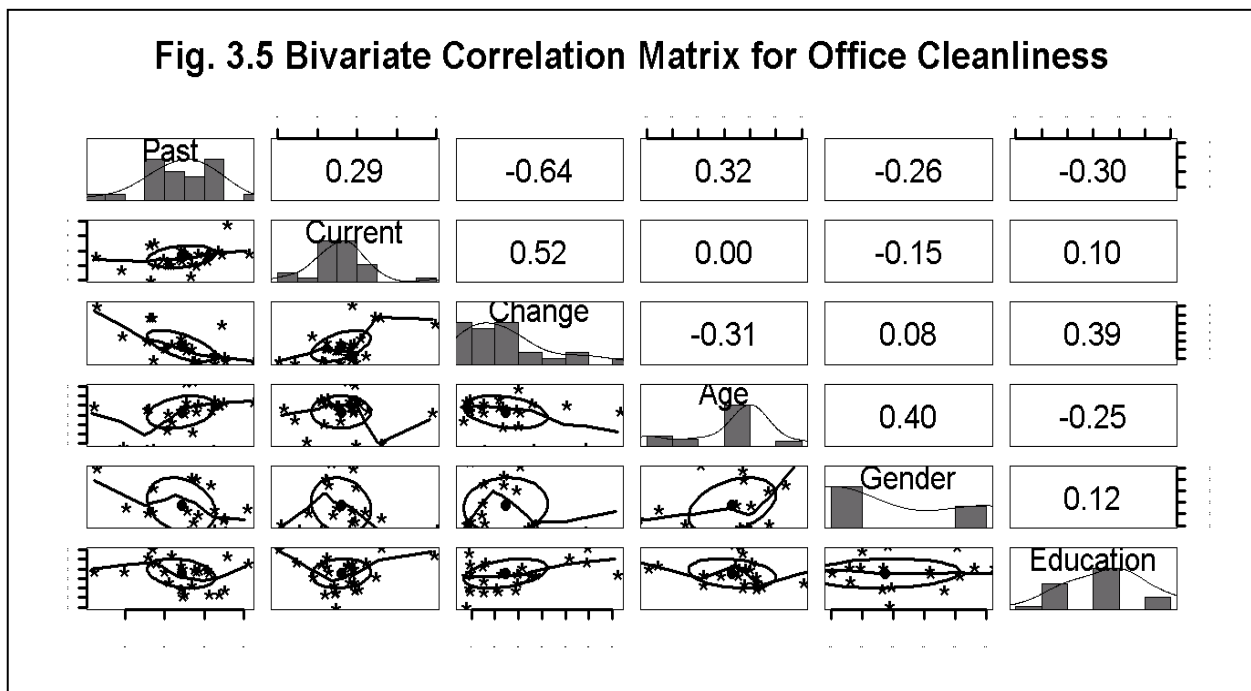 Fig. 3.5 Bivariate Correlation Matrix for Office Cleanliness
Past
0.29
-0.64
0.32
-0.26
-0.30
Current
0.52
0.00
-0.15
0.10
Change
-0.31
0.08
0.39
Age
0.40
-0.25
Gender
0.12
Education